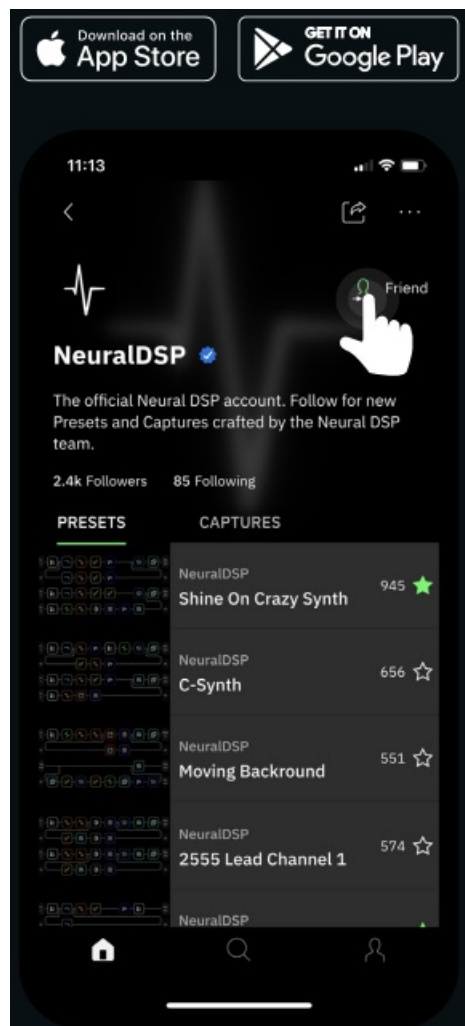 Download on the
App Store
GET IT ON
Google Play
11:13
Friend
NeuralDSP
The official Neural DSP account. Follow for new
Presets and Captures crafted by the Neural DSP
team.
2.4k Followers 85 Following
PRESETS CAPTURES
NeuralDSP
Shine On Crazy Synth
945
NeuralDSP
C-Synth
656
NeuralDSP
Moving Backround
551
NeuralDSP
2555 Lead Channel 1
574
NeuralDSP